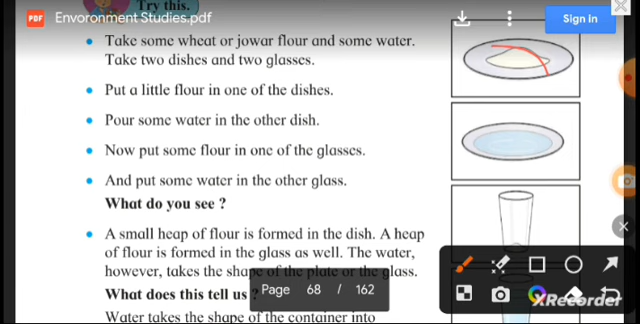 Try this.
PDF Envoronment Studies.pdf
Sign in
• Take some wheat or jowar flour and some water.
Take two dishes and two glasses.
• Put a little flour in one of the dishes.
• Pour some water in the other dish.
• Now put some flour in one of the glasses.
• And put some water in the other glass.
What do you see ?
• A small heap of flour is formed in the dish. A heap
of flour is formed in the glass as well. The water,
however, takes the shape of the plate or the glass.
What does this tell us ?
Page 68 / 162
XRecorder
Water takes the shape of the container into